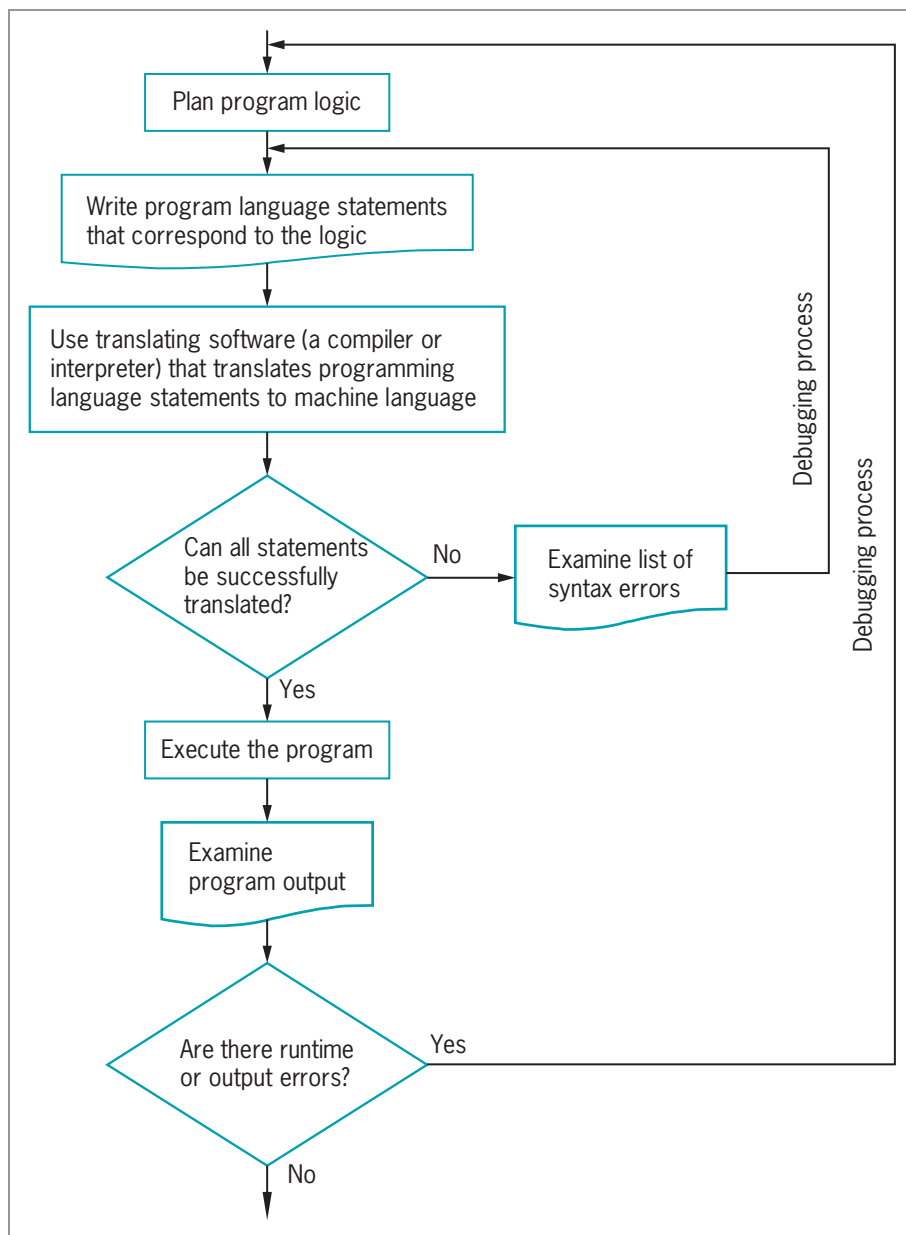 Plan program logic
Write program language statements
that correspond to the logic
Use translating software (a compiler or
interpreter) that translates programming
language statements to machine language
Can all statements
be successfully
translated?
No
Examine list of
syntax errors
Debugging process
Debugging process
Yes
Execute the program
Examine
program output
Are there runtime
or output errors?
Yes
No